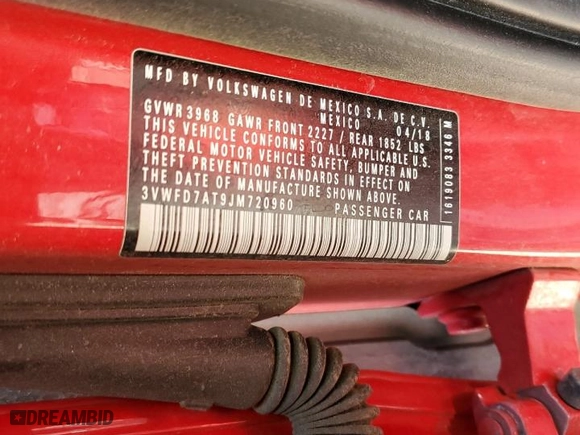 MFD BY VOLKSWAGEN DE MEXICO S.A. DE C.V.
MEXICO 04/18
GVWR 3968 GAWR FRONT 2227 / REAR 1852 LBS
THIS VEHICLE CONFORMS TO ALL APPLICABLE U.S.
FEDERAL MOTOR VEHICLE SAFETY, BUMPER AND
THEFT PREVENTION STANDARDS IN EFFECT ON
THE DATE OF MANUFACTURE SHOWN ABOVE.
3VWFD7AT9JM720960 PASSENGER CAR
1619083 3346 M
DREAMBID